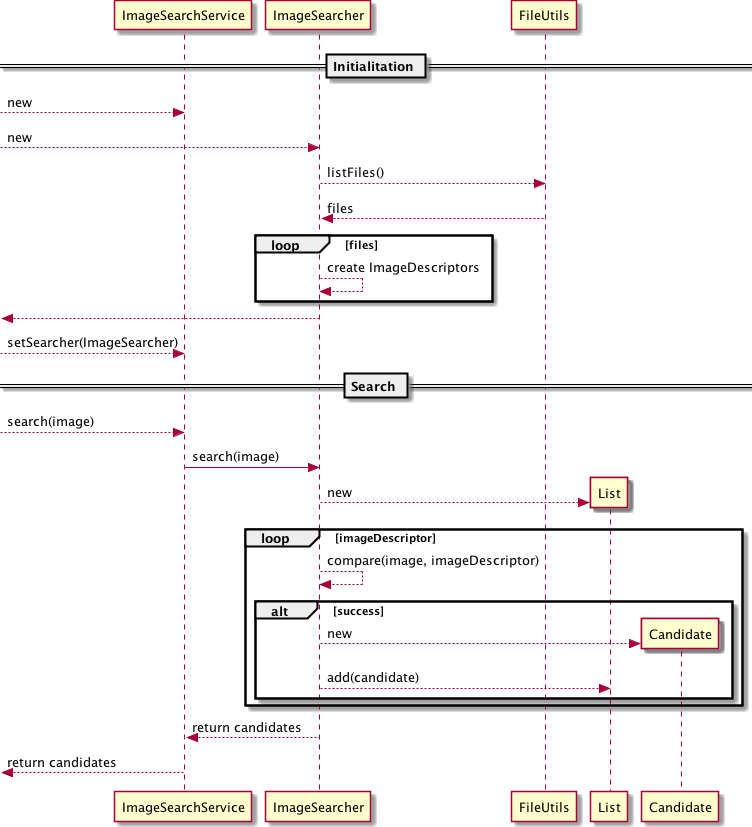 ImageSearchService ImageSearcher FileUtils
Initialitation
new
new
listFiles()
files
loop [files]
create ImageDescriptors
setSearcher(ImageSearcher)
Search
search(image)
search(image)
new List
loop [imageDescriptor]
compare(image, imageDescriptor)
alt [success]
new Candidate
add(candidate)
return candidates
return candidates
ImageSearchService ImageSearcher FileUtils List Candidate